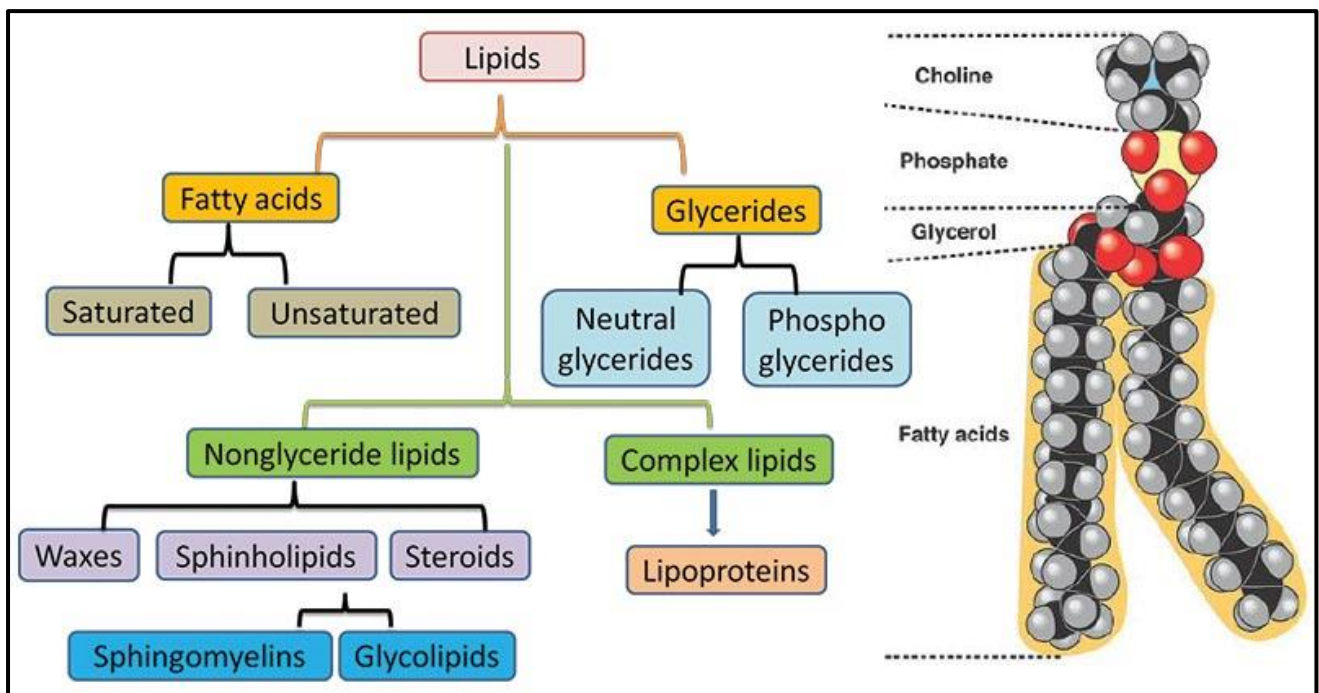 Lipids
Fatty acids
Glycerides
Saturated
Unsaturated
Neutral
glycerides
Phospho
glycerides
Nonglyceride lipids
Complex lipids
Waxes
Sphinholipids
Steroids
Lipoproteins
Sphingomyelins
Glycolipids
Choline
Phosphate
Glycerol
Fatty acids